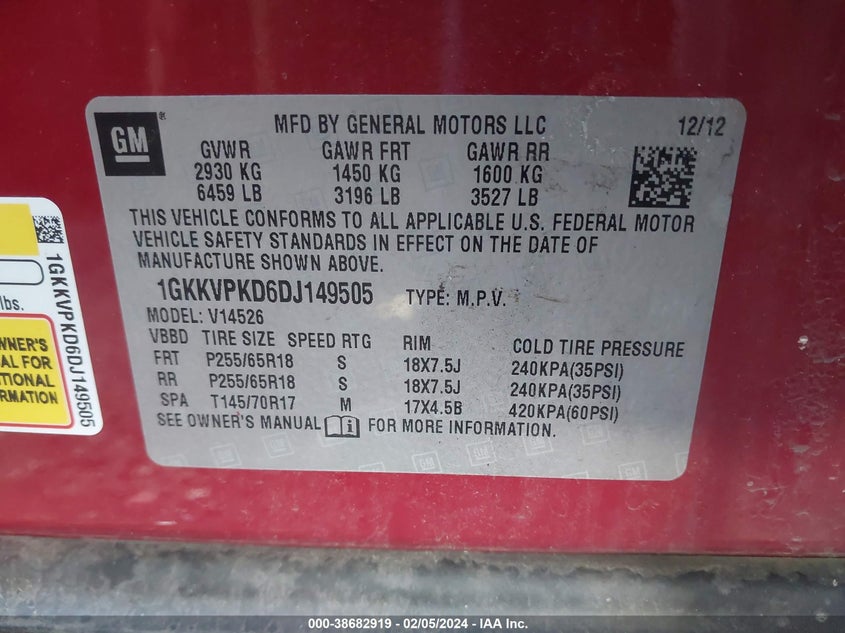 GM
MFD BY GENERAL MOTORS LLC 12/12
GVWR GAWR FRT GAWR RR
2930 KG 1450 KG 1600 KG
6459 LB 3196 LB 3527 LB
THIS VEHICLE CONFORMS TO ALL APPLICABLE U.S. FEDERAL MOTOR
VEHICLE SAFETY STANDARDS IN EFFECT ON THE DATE OF
MANUFACTURE SHOWN ABOVE.
1GKKVPKD6DJ149505 TYPE: M.P.V.
MODEL: V14526
VBBD TIRE SIZE SPEED RTG RIM COLD TIRE PRESSURE
FRT P255/65R18 S 18X7.5J 240KPA(35PSI)
RR P255/65R18 S 18X7.5J 240KPA(35PSI)
SPA T145/70R17 M 17X4.5B 420KPA(60PSI)
SEE OWNER'S MANUAL FOR MORE INFORMATION.
1GKKVPKD6DJ149505
lbs.
WNER'S
AL FOR
TIONAL
RMATION
000-38682919 - 02/05/2024 - IAA Inc.